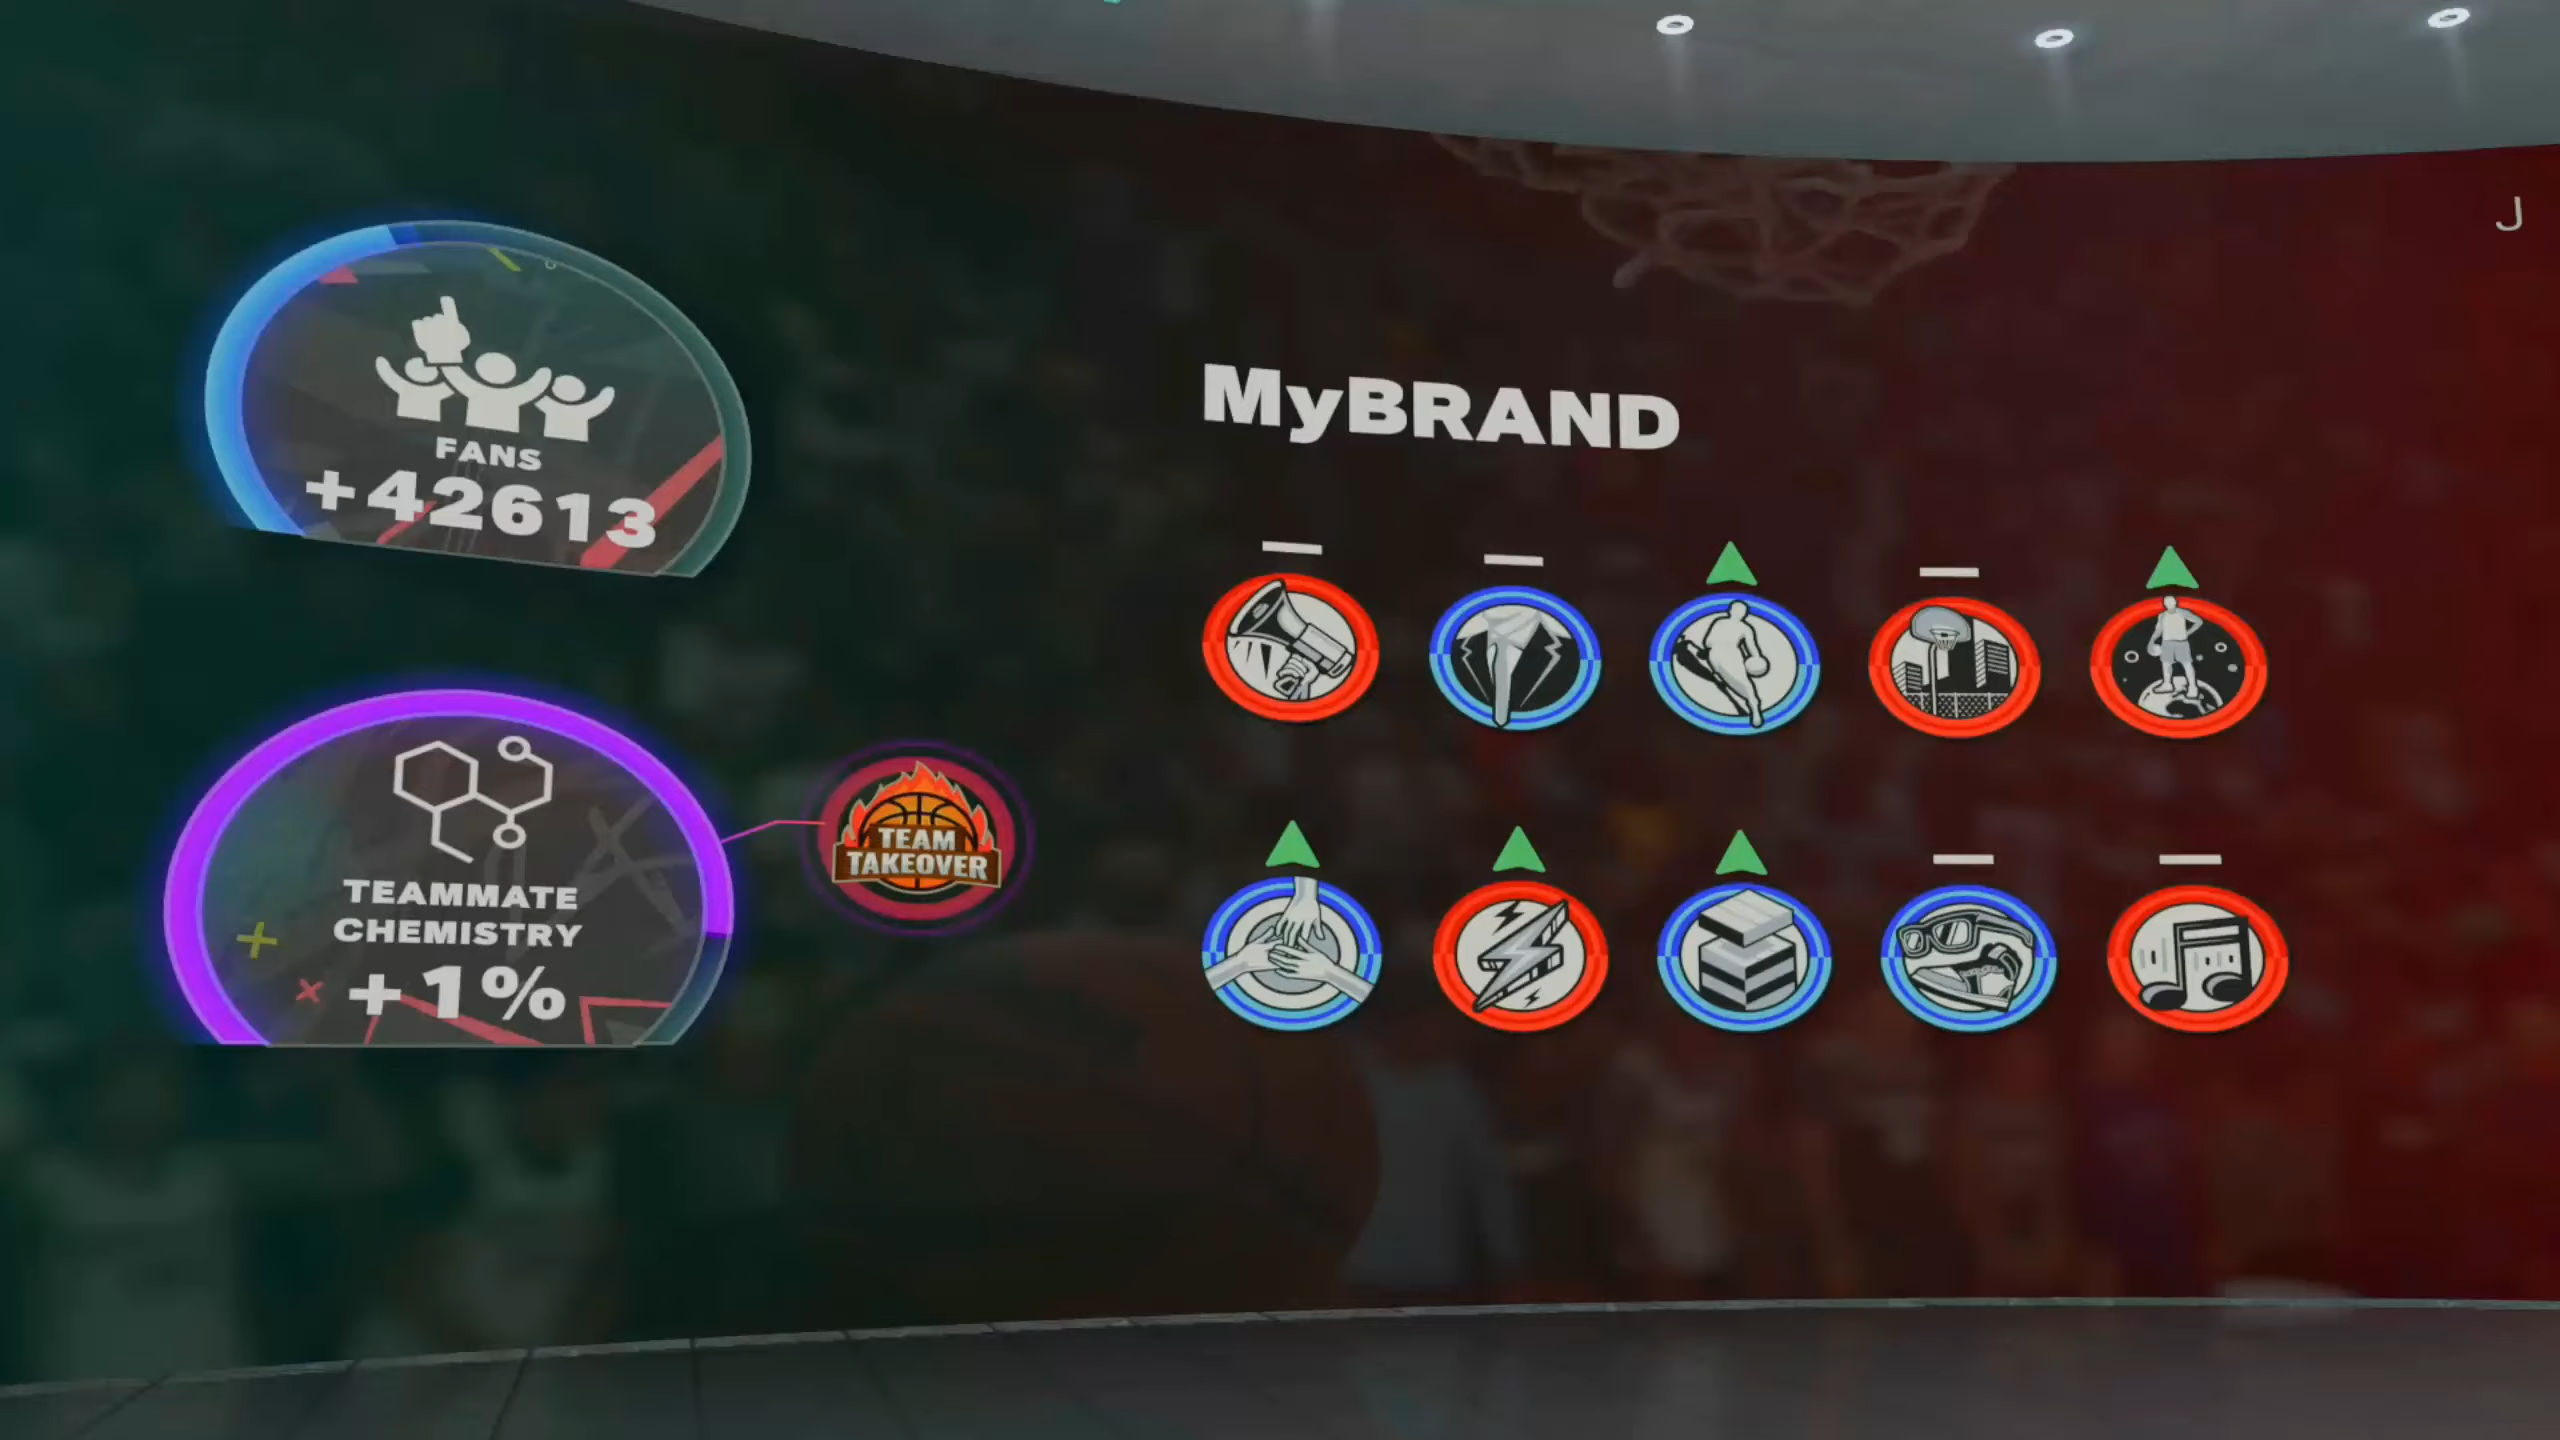 FANS
+42613
TEAMMATE
CHEMISTRY
+1%
TEAM
TAKEOVER
MyBRAND
J